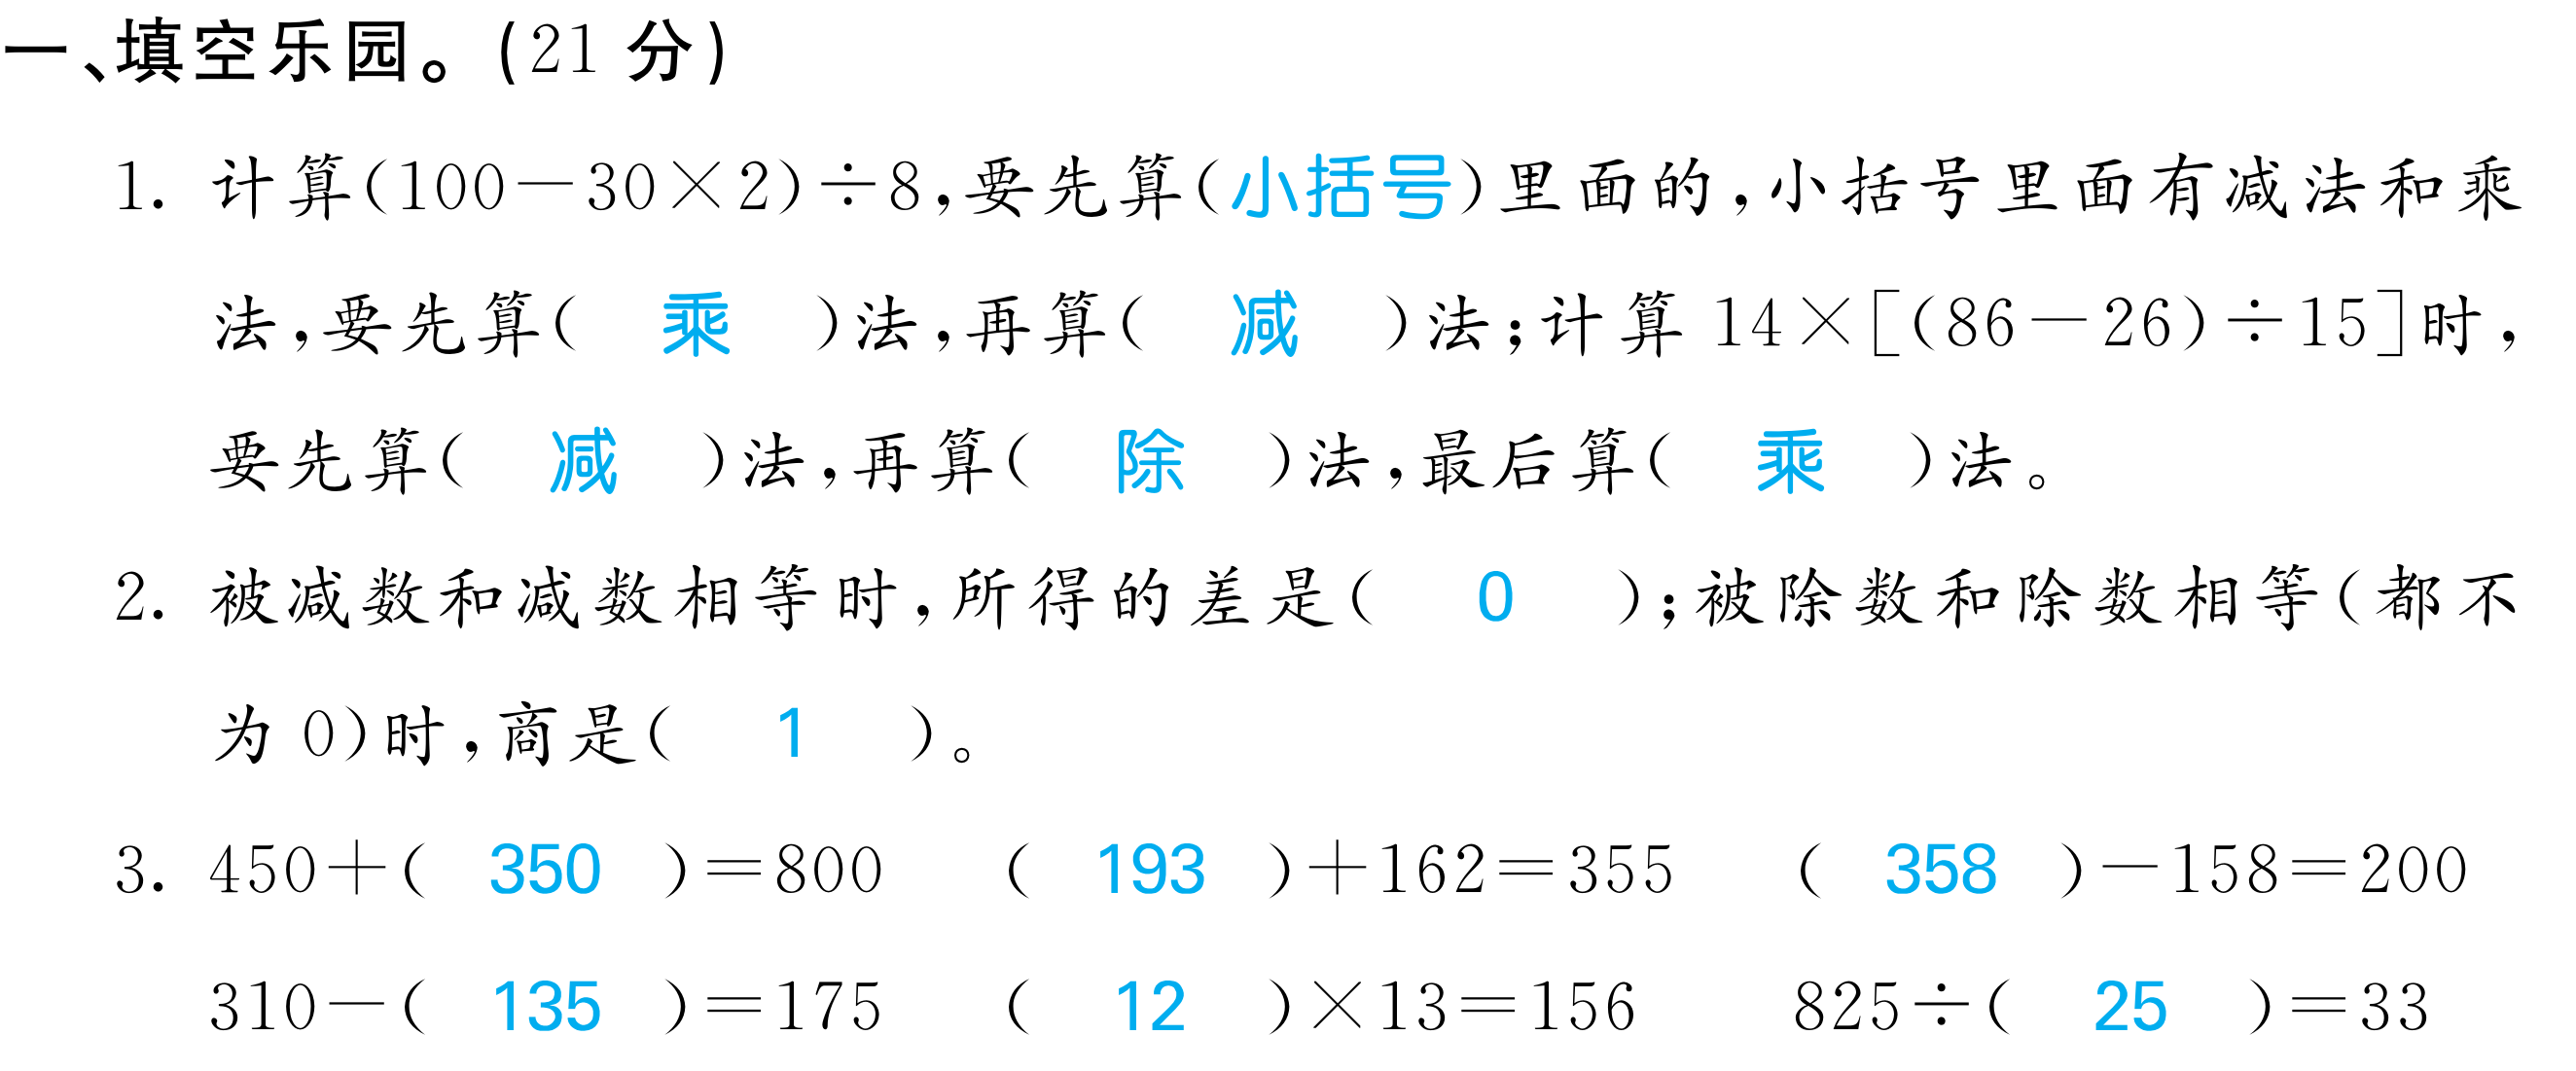 一、填空乐园。(21 分)
1. 计算(100-30×2)÷8,要先算(小括号)里面的,小括号里面有减法和乘
法,要先算( 乘 )法,再算( 减 )法;计算 14×[(86-26)÷15]时,
要先算( 减 )法,再算( 除 )法,最后算( 乘 )法。
2. 被减数和减数相等时,所得的差是( 0 );被除数和除数相等(都不
为 0)时,商是( 1 )。
3. 450+( 350 )=800 ( 193 )+162=355 ( 358 )-158=200
310-( 135 )=175 ( 12 )×13=156 825÷( 25 )=33